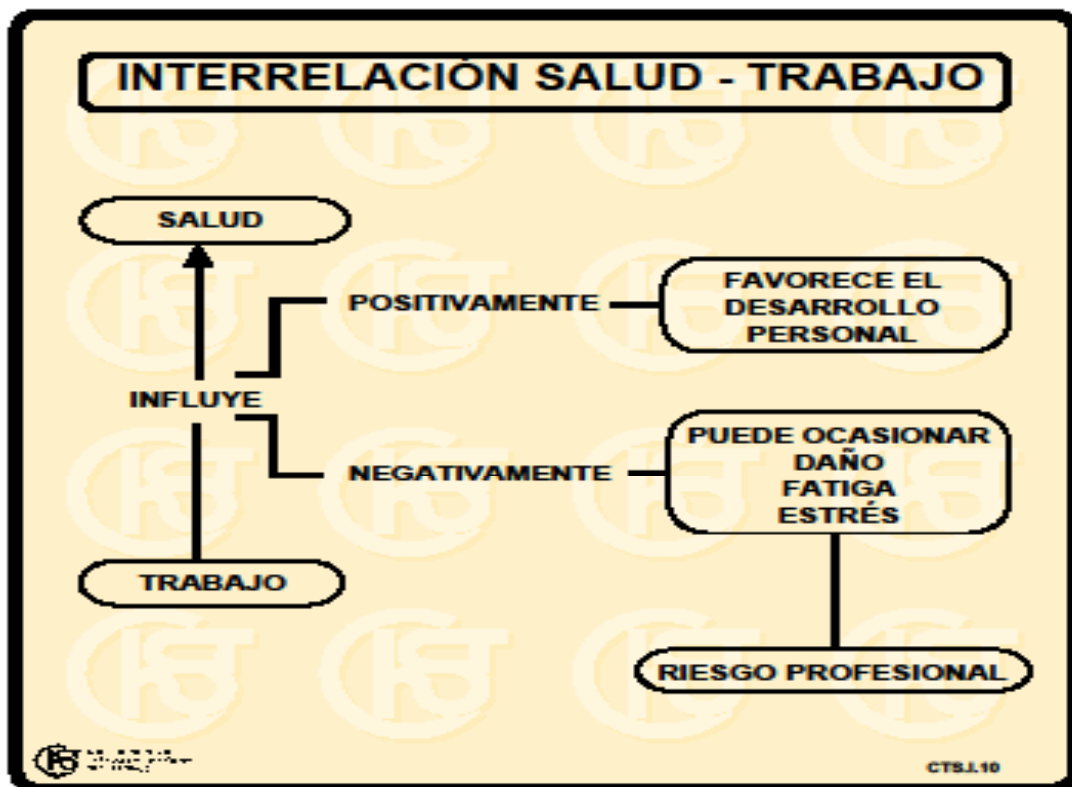 INTERRELACIÓN SALUD - TRABAJO
SALUD
POSITIVAMENTE
FAVORECE EL
DESARROLLO
PERSONAL
INFLUYE
NEGATIVAMENTE
PUEDE OCASIONAR
DAÑO
FATIGA
ESTRÉS
TRABAJO
RIESGO PROFESIONAL
CTS.I.10